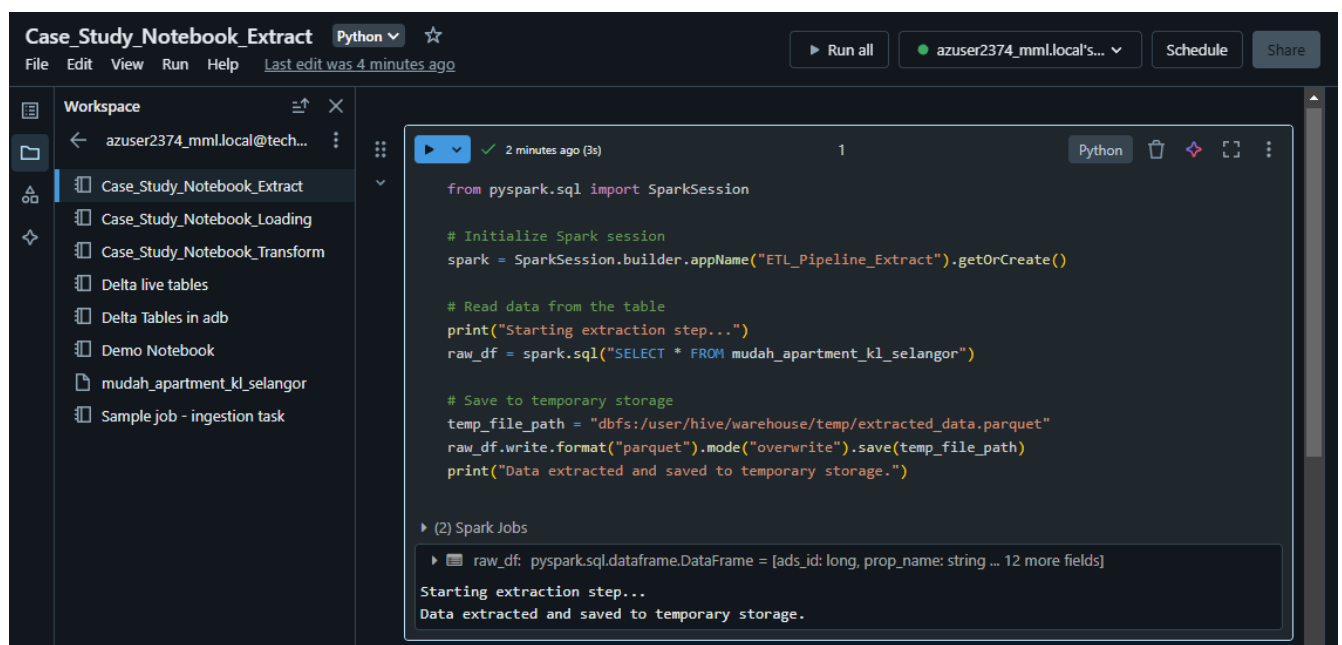 Case_Study_Notebook_Extract Python
File Edit View Run Help Last edit was 4 minutes ago
Run all
azuser2374_mml.local's...
Schedule
Share
Workspace
azuser2374_mml.local@tech...
Case_Study_Notebook_Extract
Case_Study_Notebook_Loading
Case_Study_Notebook_Transform
Delta live tables
Delta Tables in adb
Demo Notebook
mudah_apartment_kl_selangor
Sample job - ingestion task
2 minutes ago (3s)
1
Python
from pyspark.sql import SparkSession
# Initialize Spark session
spark = SparkSession.builder.appName("ETL_Pipeline_Extract").getOrCreate()
# Read data from the table
print("Starting extraction step...")
raw_df = spark.sql("SELECT * FROM mudah_apartment_kl_selangor")
# Save to temporary storage
temp_file_path = "dbfs:/user/hive/warehouse/temp/extracted_data.parquet"
raw_df.write.format("parquet").mode("overwrite").save(temp_file_path)
print("Data extracted and saved to temporary storage.")
(2) Spark Jobs
raw_df: pyspark.sql.dataframe.DataFrame = [ads_id: long, prop_name: string ... 12 more fields]
Starting extraction step...
Data extracted and saved to temporary storage.